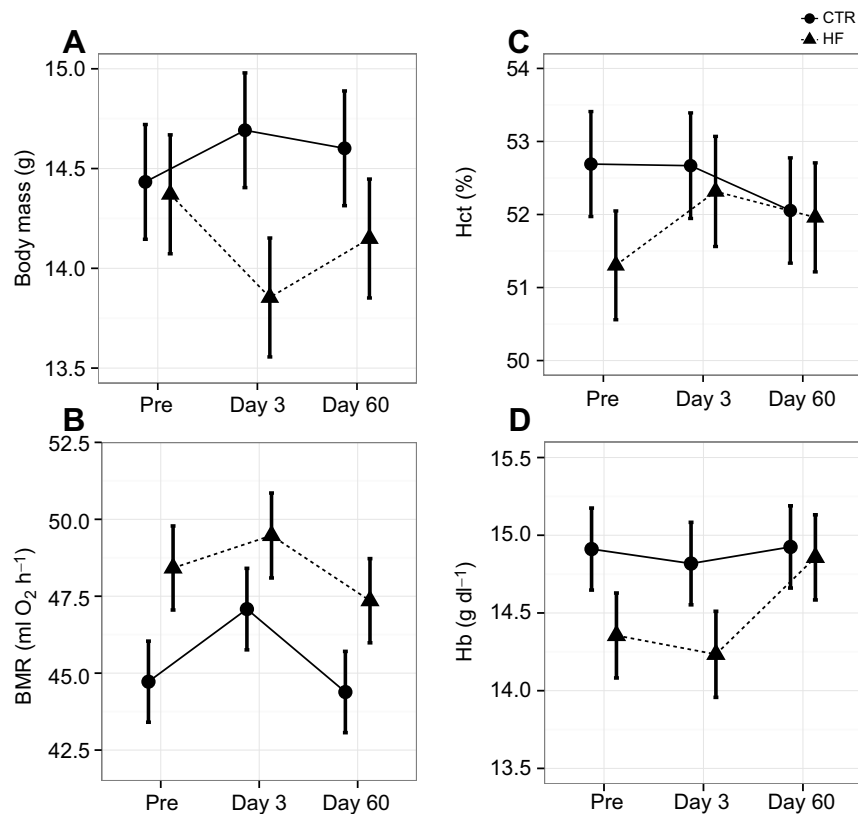 A
Body mass (g)
15.0
14.5
14.0
13.5
Pre Day 3 Day 60
B
BMR (ml O₂ h⁻¹)
52.5
50.0
47.5
45.0
42.5
Pre Day 3 Day 60
CTR
HF
C
Hct (%)
54
53
52
51
50
Pre Day 3 Day 60
D
Hb (g dl⁻¹)
15.5
15.0
14.5
14.0
13.5
Pre Day 3 Day 60